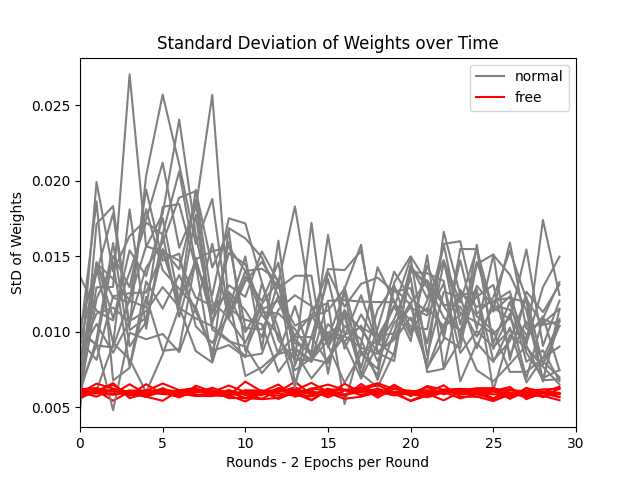 Standard Deviation of Weights over Time
normal
free
StD of Weights
0.025
0.020
0.015
0.010
0.005
0 5 10 15 20 25 30
Rounds - 2 Epochs per Round